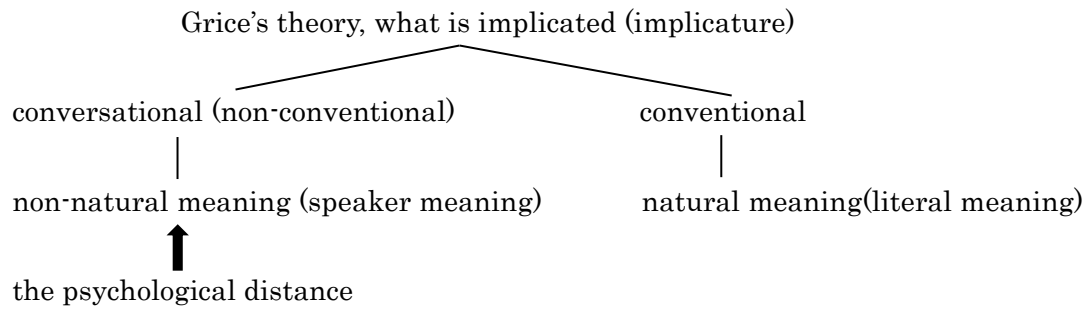 Grice’s theory, what is implicated (implicature)
conversational (non-conventional) conventional
non-natural meaning (speaker meaning) natural meaning(literal meaning)
the psychological distance